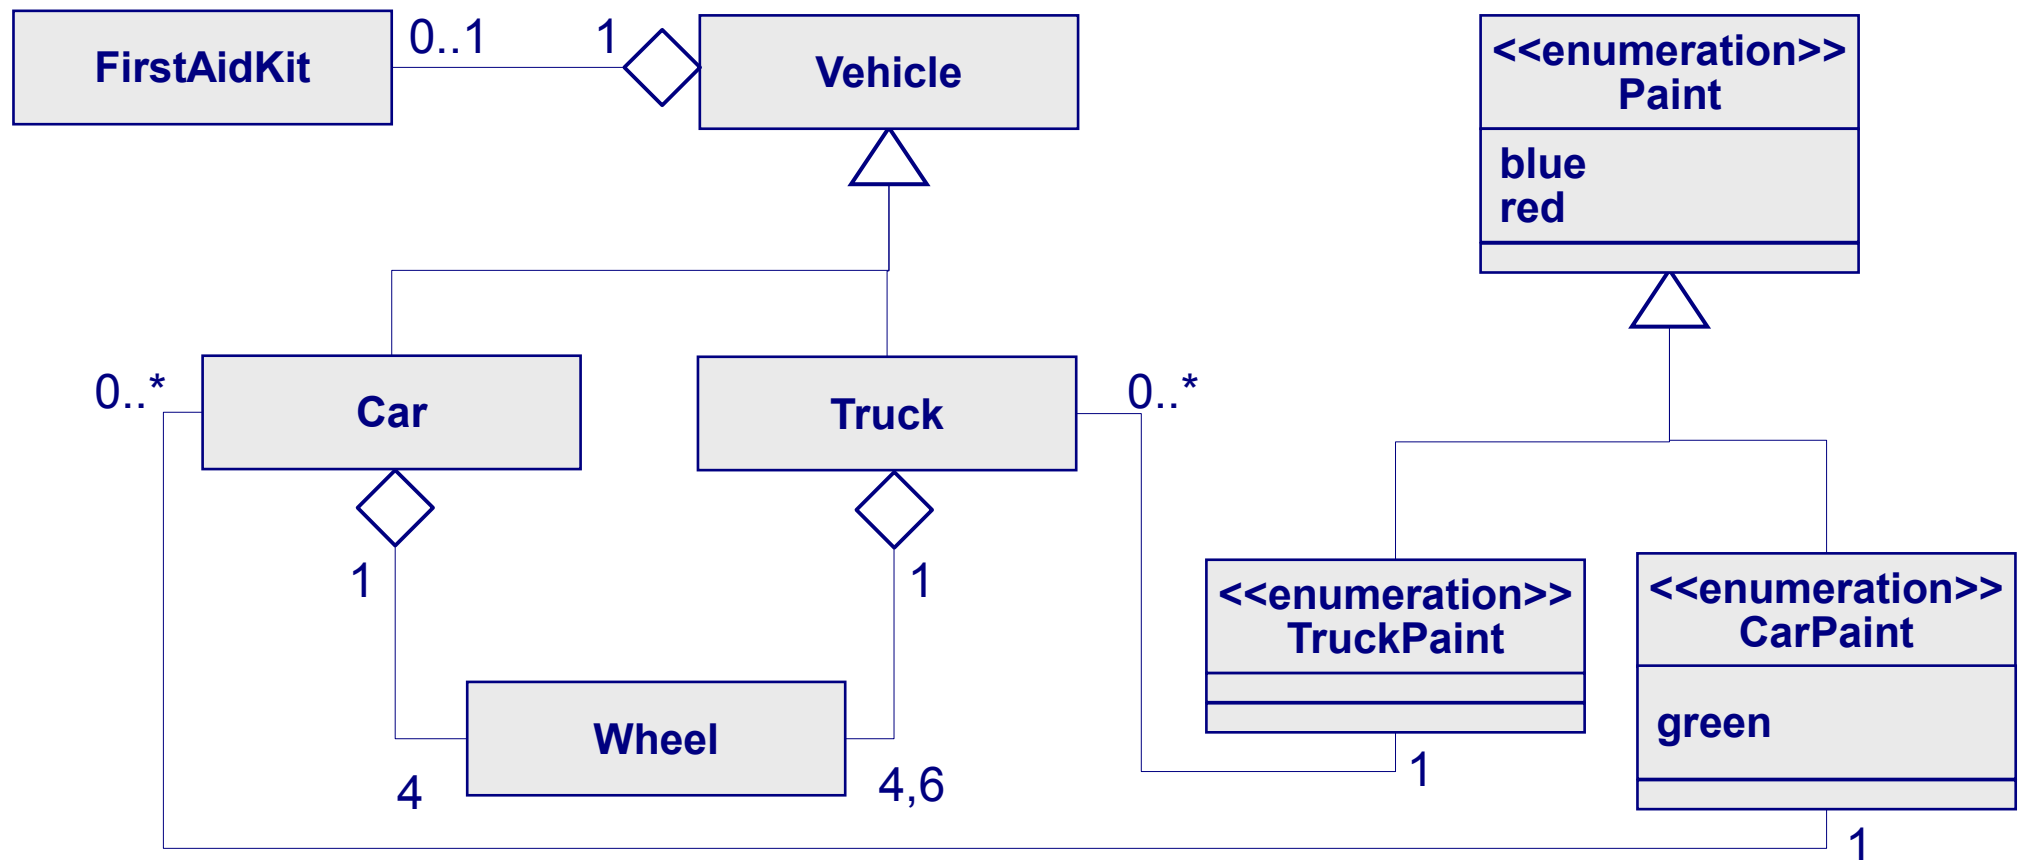 FirstAidKit
0..1
1
Vehicle
<<enumeration>>
Paint
blue
red
0..*
Car
Truck
0..*
1
1
<<enumeration>>
TruckPaint
<<enumeration>>
CarPaint
green
Wheel
4
4,6
1
1